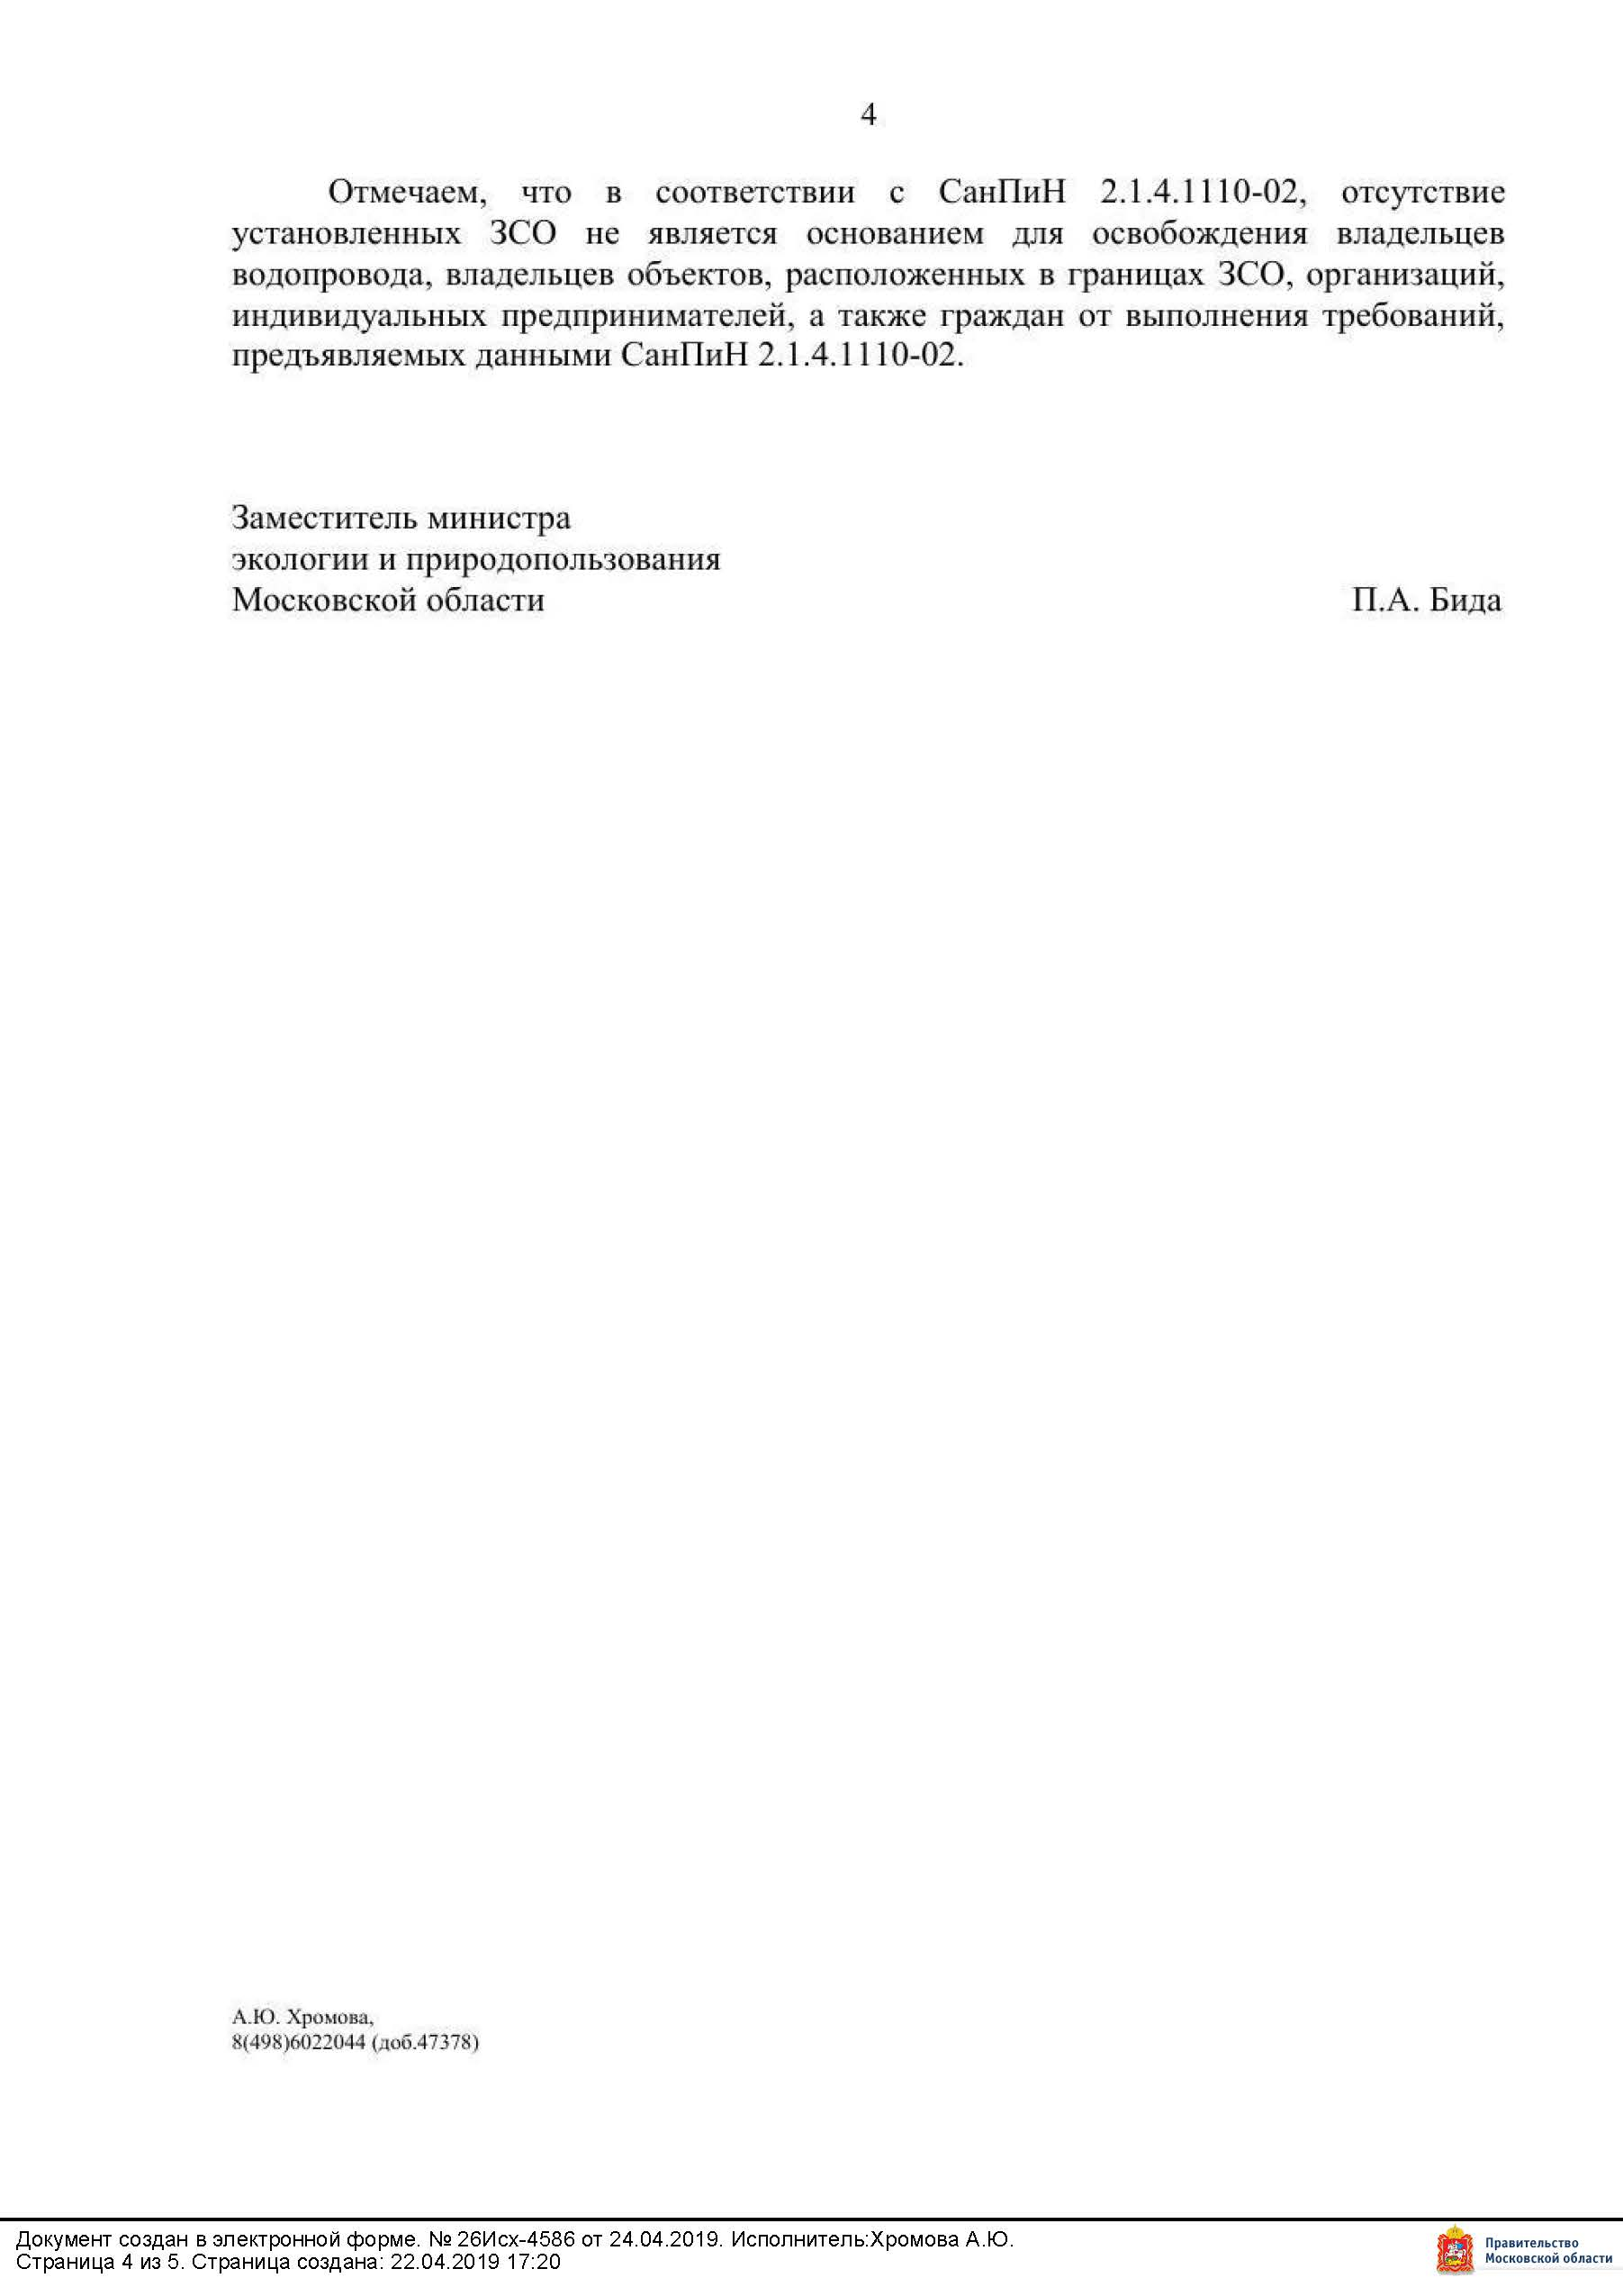 4
Отмечаем, что в соответствии с СанПиН 2.1.4.1110-02, отсутствие
установленных ЗСО не является основанием для освобождения владельцев
водопровода, владельцев объектов, расположенных в границах ЗСО, организаций,
индивидуальных предпринимателей, а также граждан от выполнения требований,
предъявляемых данными СанПиН 2.1.4.1110-02.
Заместитель министра
экологии и природопользования
Московской области П.А. Бида
А.Ю. Хромова,
8(498)6022044 (доб.47378)
Документ создан в электронной форме. № 26Исх-4586 от 24.04.2019. Исполнитель:Хромова А.Ю.
Страница 4 из 5. Страница создана: 22.04.2019 17:20
Правительство
Московской области